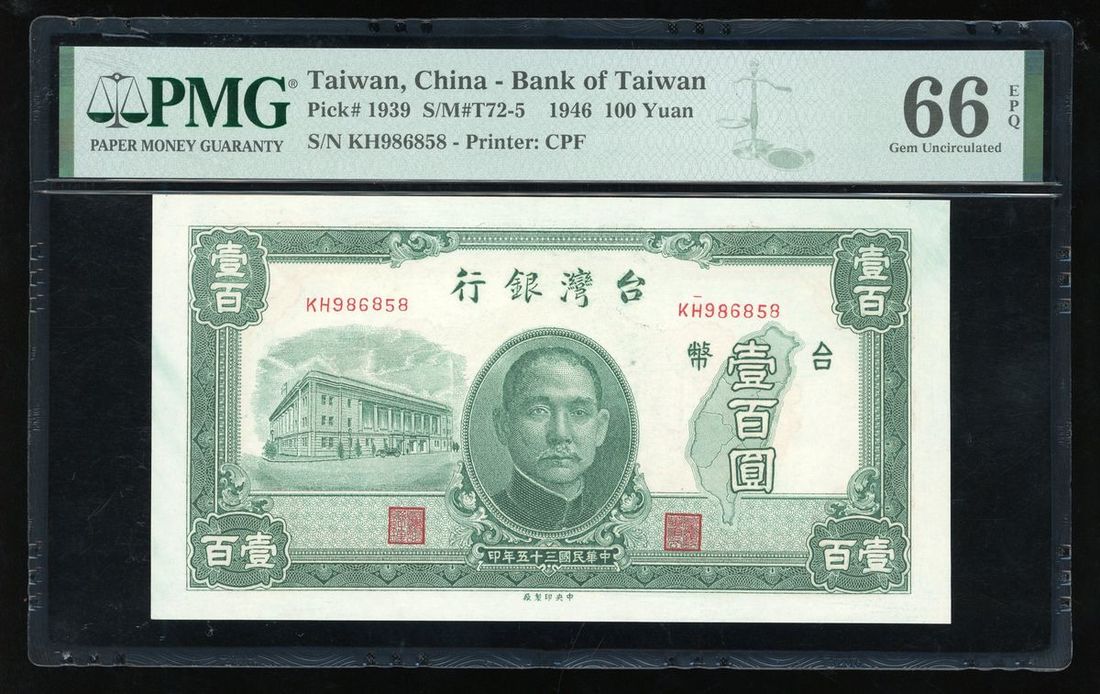 PMG®
PAPER MONEY GUARANTY
Taiwan, China - Bank of Taiwan
Pick# 1939 S/M#T72-5 1946 100 Yuan
S/N KH986858 - Printer: CPF
66 EPQ
Gem Uncirculated
壹百
壹百
行銀灣台
KH986858
KH986858
幣 台
壹百圓
百壹
印年五十三國民華中
百壹
廠製印央中